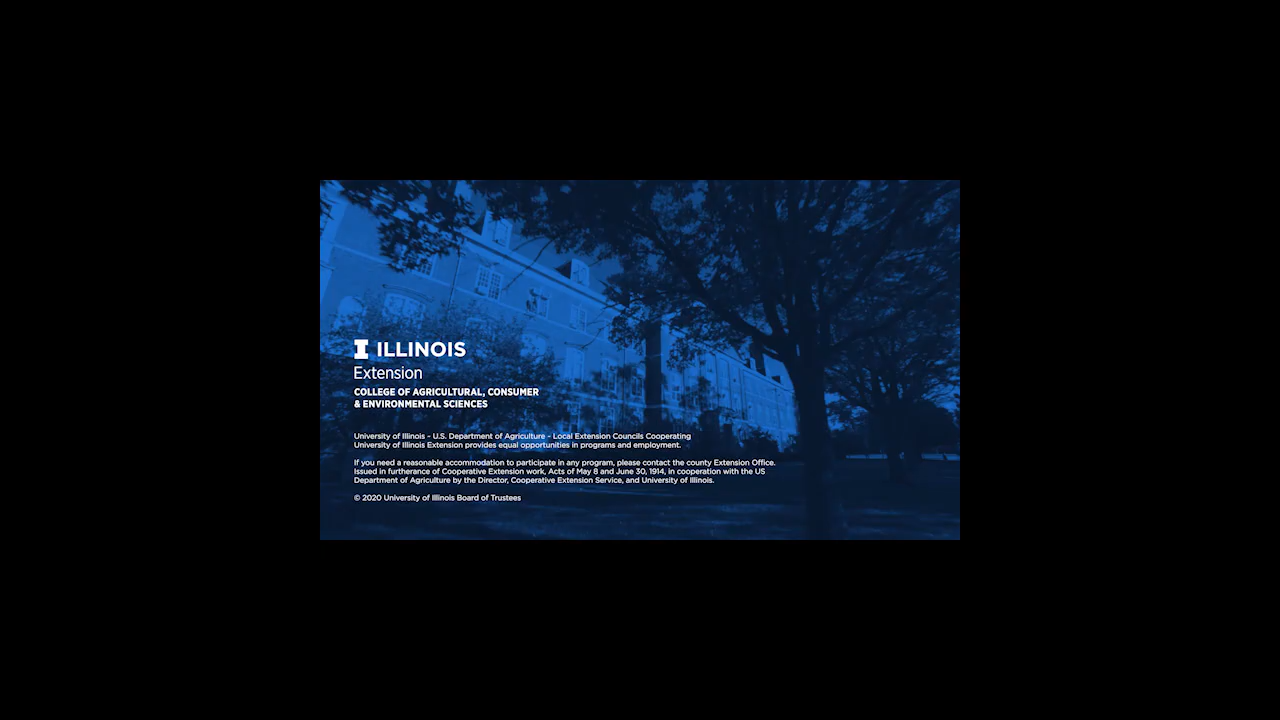 I ILLINOIS
Extension
COLLEGE OF AGRICULTURAL, CONSUMER
& ENVIRONMENTAL SCIENCES
University of Illinois - U.S. Department of Agriculture - Local Extension Councils Cooperating
University of Illinois Extension provides equal opportunities in programs and employment.
If you need a reasonable accommodation to participate in any program, please contact the county Extension Office.
Issued in furtherance of Cooperative Extension work, Acts of May 8 and June 30, 1914, in cooperation with the US
Department of Agriculture by the Director, Cooperative Extension Service, and University of Illinois.
© 2020 University of Illinois Board of Trustees